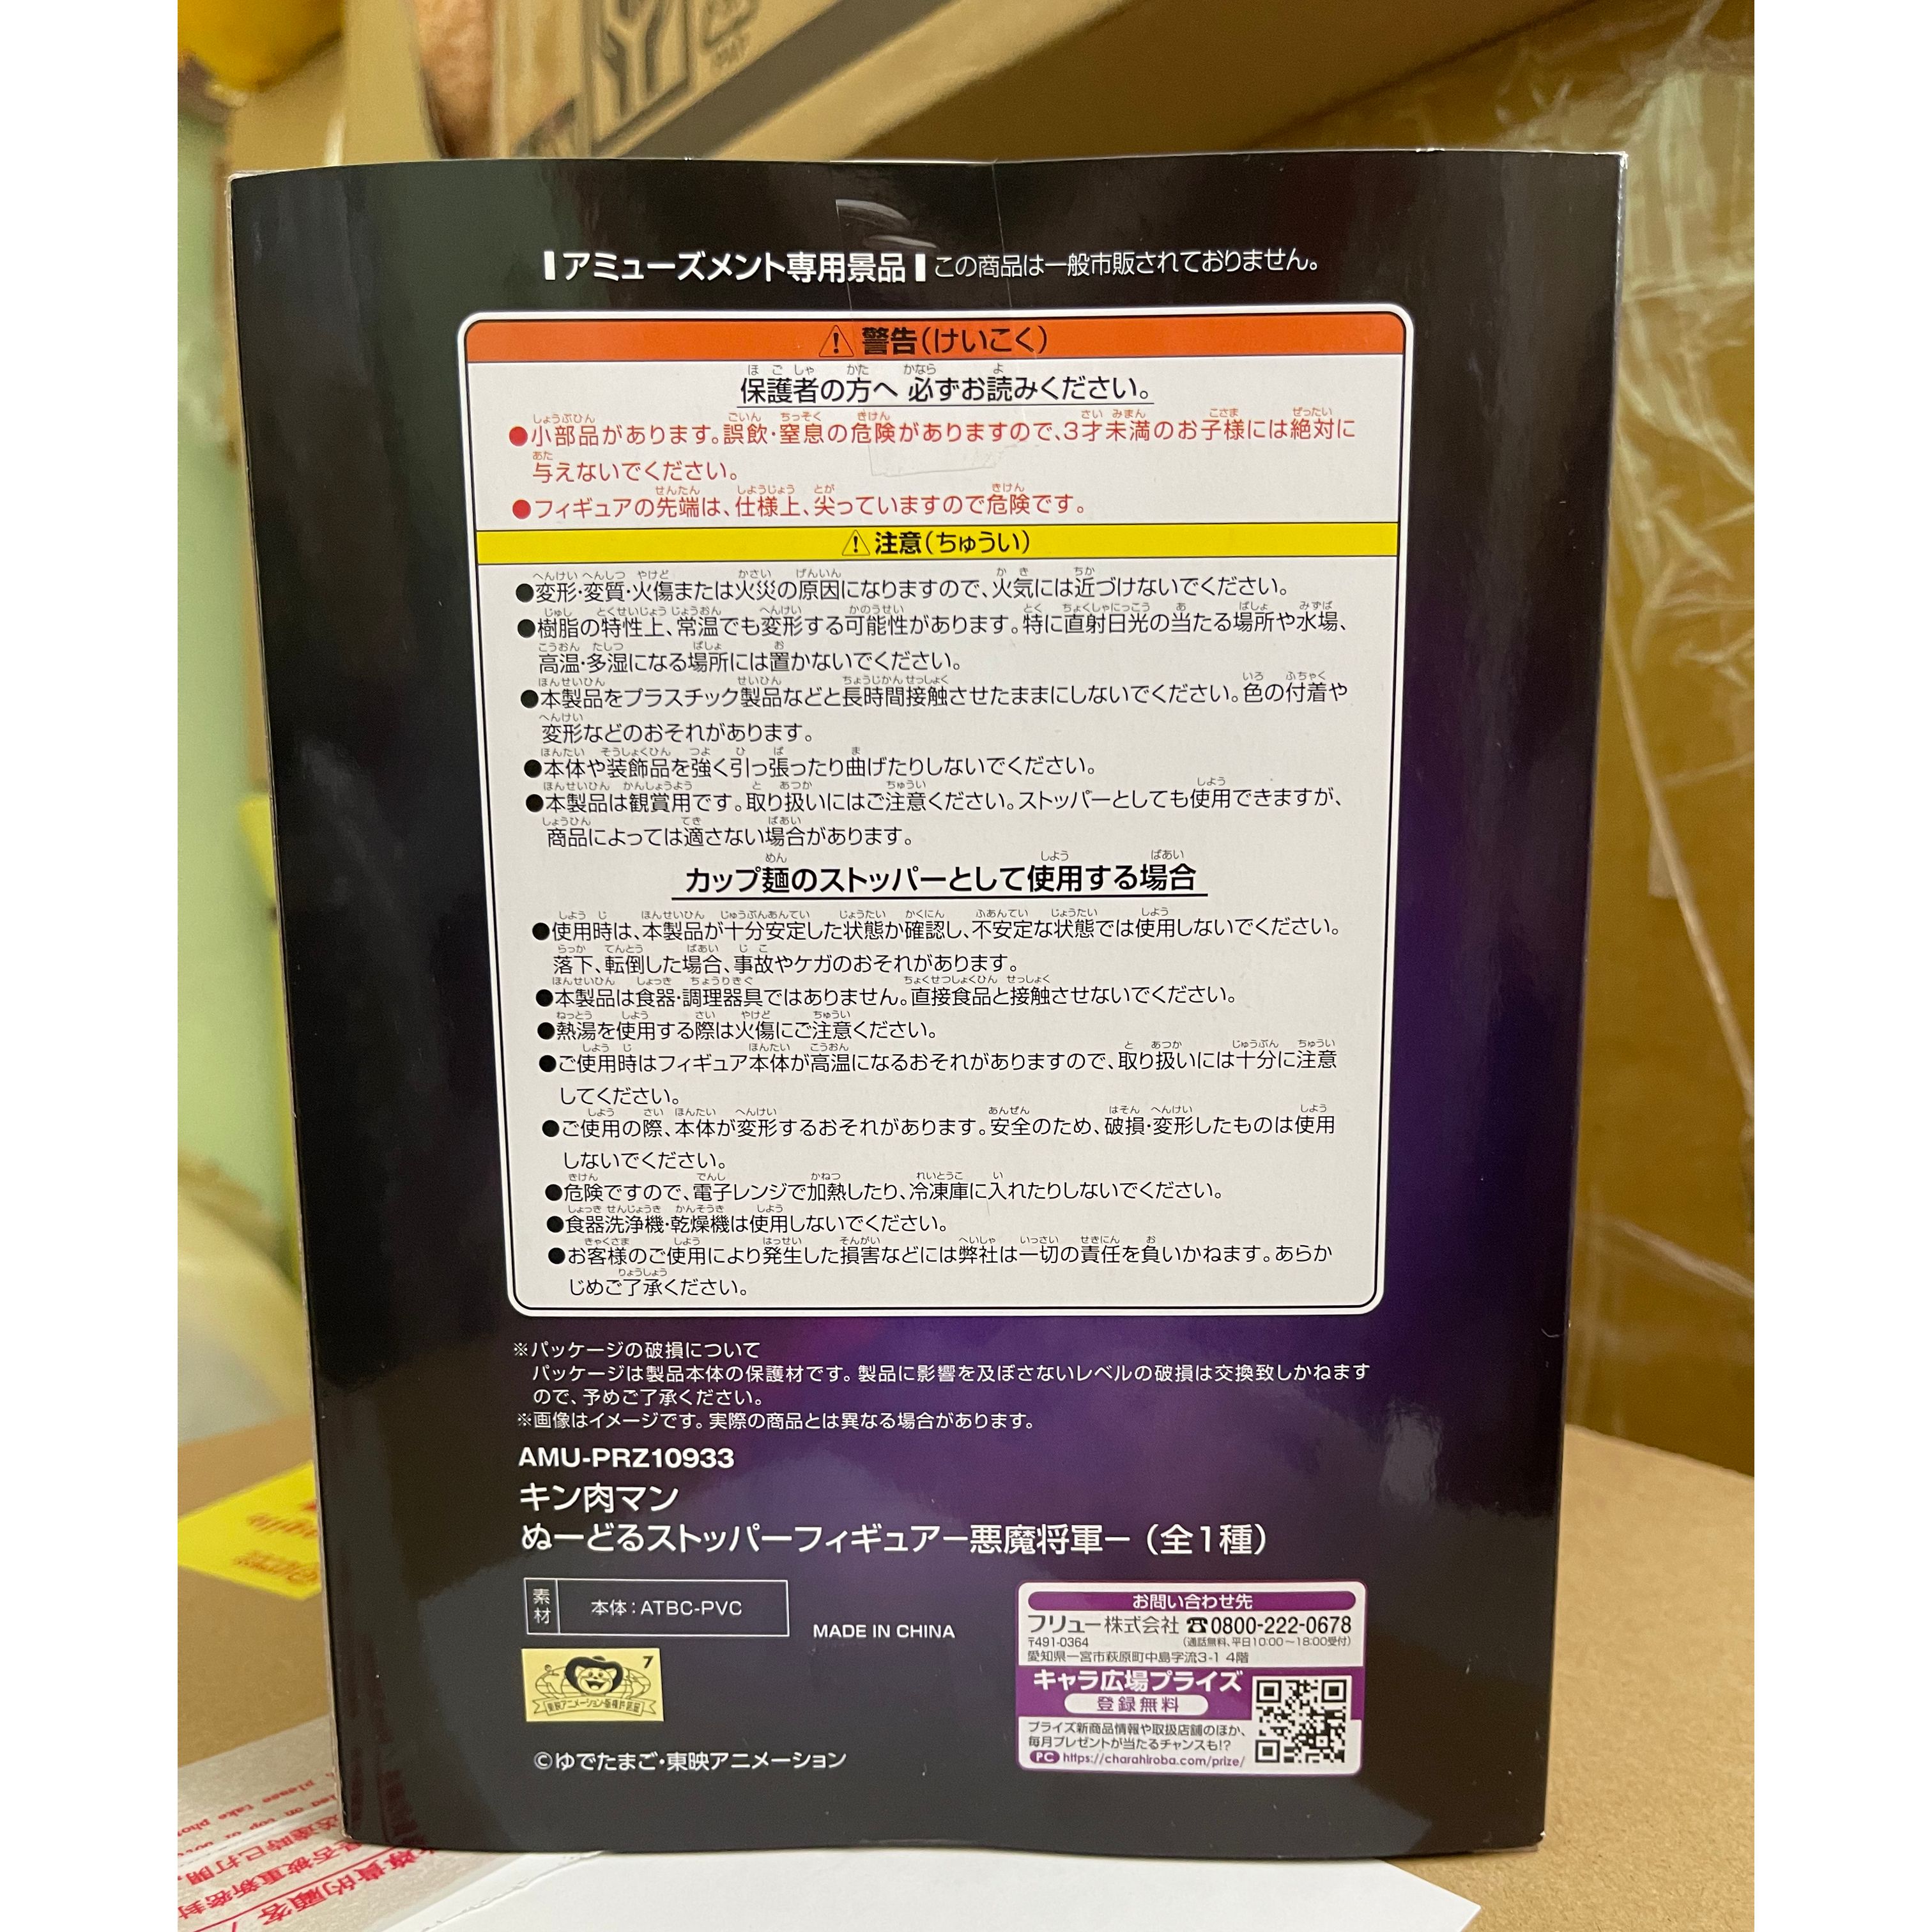 アミューズメント専用景品 この商品は一般市販されておりません。
⚠警告(けいこく)
保護者の方へ 必ずお読みください。
●小部品があります。誤飲・窒息の危険がありますので、3才未満のお子様には絶対に
与えないでください。
●フィギュアの先端は、仕様上、尖っていますので危険です。
⚠注意(ちゅうい)
●変形・変質・火傷または火災の原因になりますので、火気には近づけないでください。
●樹脂の特性上、常温でも変形する可能性があります。特に直射日光の当たる場所や水場、
高温・多湿になる場所には置かないでください。
●本製品をプラスチック製品などと長時間接触させたままにしないでください。色の付着や
変形などのおそれがあります。
●本体や装飾品を強く引っ張ったり曲げたりしないでください。
●本製品は観賞用です。取り扱いにはご注意ください。ストッパーとしても使用できますが、
商品によっては適さない場合があります。
カップ麺のストッパーとして使用する場合
●使用時は、本製品が十分安定した状態か確認し、不安定な状態では使用しないでください。
落下、転倒した場合、事故やケガのおそれがあります。
●本製品は食器・調理器具ではありません。直接食品と接触させないでください。
●熱湯を使用する際は火傷にご注意ください。
●ご使用時はフィギュア本体が高温になるおそれがありますので、取り扱いには十分に注意
してください。
●ご使用の際、本体が変形するおそれがあります。安全のため、破損・変形したものは使用
しないでください。
●危険ですので、電子レンジで加熱したり、冷凍庫に入れたりしないでください。
●食器洗浄機・乾燥機は使用しないでください。
●お客様のご使用により発生した損害などには弊社は一切の責任を負いかねます。あらか
じめご了承ください。
※パッケージの破損について
パッケージは製品本体の保護材です。製品に影響を及ぼさないレベルの破損は交換致しかねます
ので、予めご了承ください。
※画像はイメージです。実際の商品とは異なる場合があります。
AMU-PRZ10933
キン肉マン
ぬーどるストッパーフィギュアー悪魔将軍ー(全1種)
素材 本体:ATBC-PVC
MADE IN CHINA
7
東映アニメーション版権許諾証
©ゆでたまご・東映アニメーション
お問い合わせ先
フリュー株式会社 ☎0800-222-0678
〒491-0364 (通話無料、平日10:00〜18:00受付)
愛知県一宮市萩原町中島字流3-1 4階
キャラ広場プライズ
登録無料
プライズ新商品情報や取扱店舗のほか、
毎月プレゼントが当たるチャンスも!?
PC https://charahiroba.com/prize/